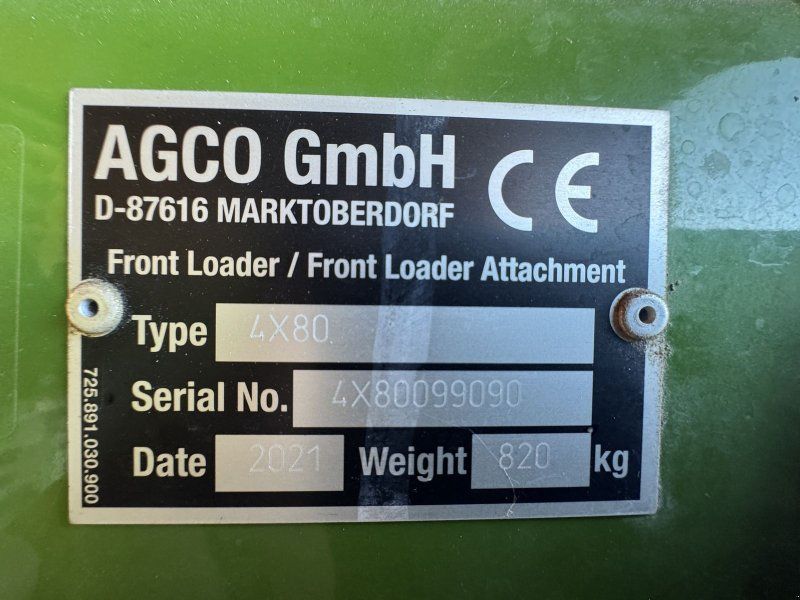 AGCO GmbH CE
D-87616 MARKTOBERDORF
Front Loader / Front Loader Attachment
Type 4X80
Serial No. 4X80099090
Date 2021 Weight 820 kg
725.891.030.900